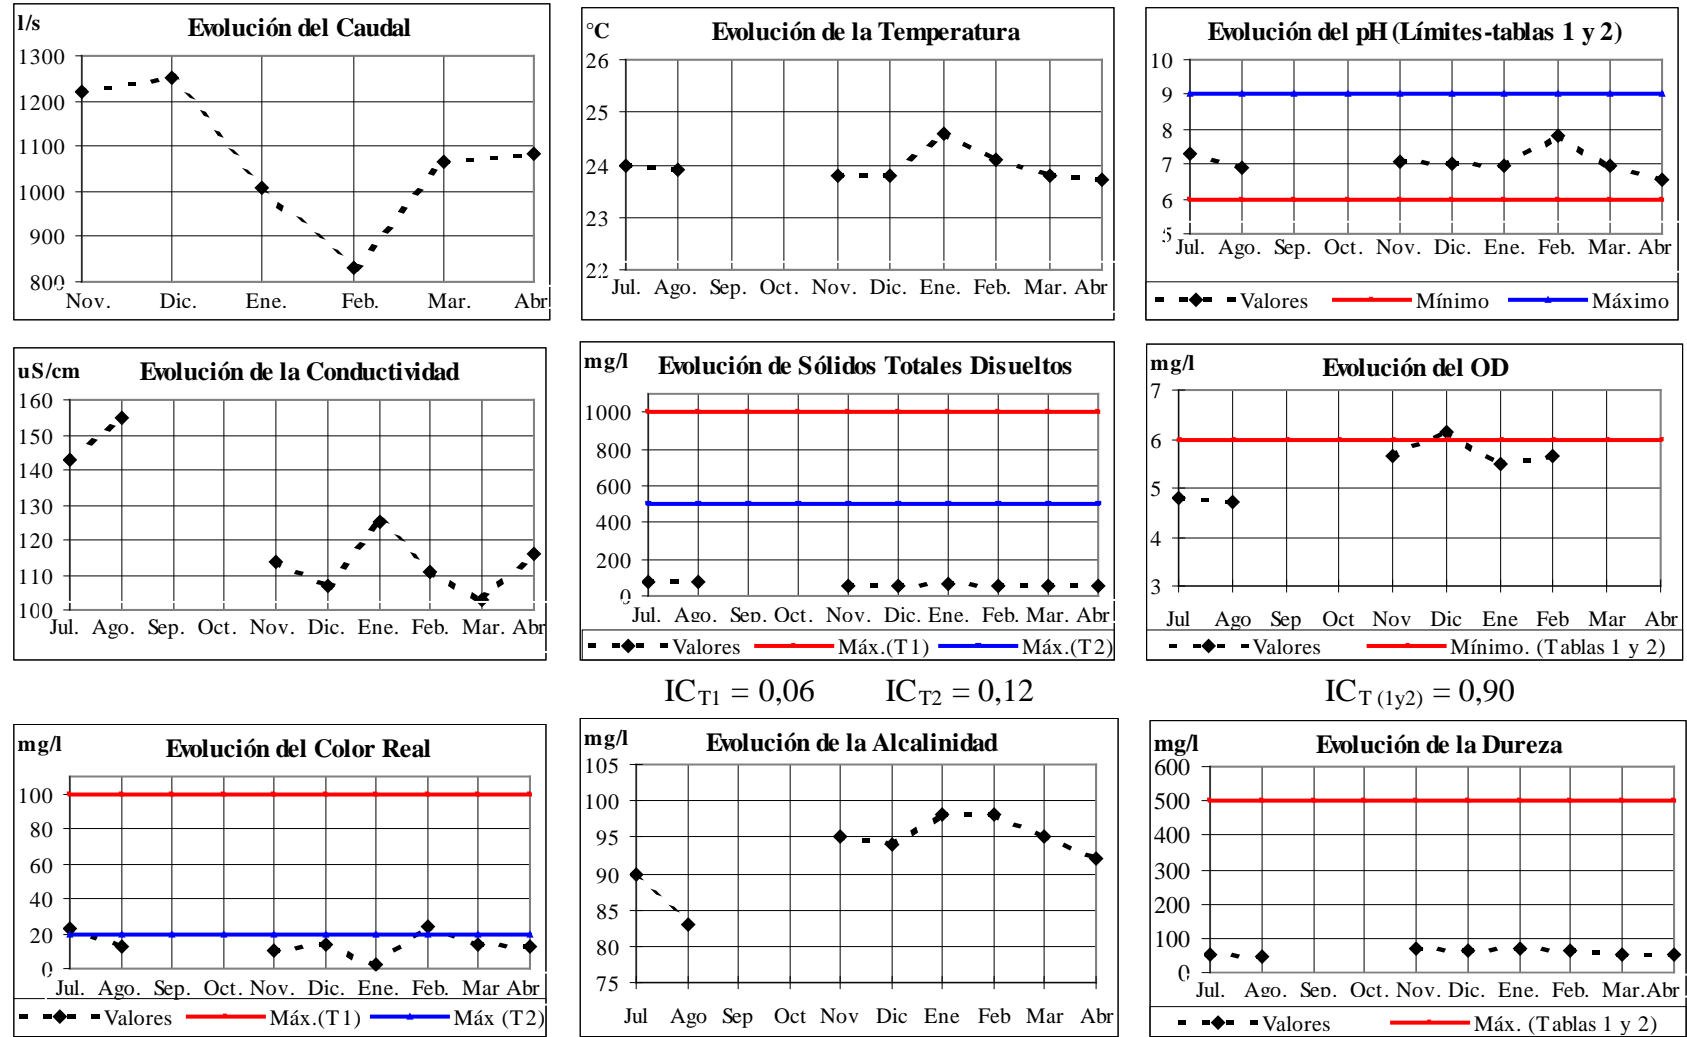 l/s Evolución del Caudal
1300
1200
1100
1000
900
800
Nov. Dic. Ene. Feb. Mar. Abr
°C Evolución de la Temperatura
26
25
24
23
22
Jul. Ago. Sep. Oct. Nov. Dic. Ene. Feb. Mar. Abr.
Evolución del pH (Límites-tablas 1 y 2)
10
9
8
7
6
5
Jul. Ago. Sep. Oct. Nov. Dic. Ene. Feb. Mar. Abr
Valores Mínimo Máximo
uS/cm Evolución de la Conductividad
160
150
140
130
120
110
100
Jul. Ago. Sep. Oct. Nov. Dic. Ene. Feb. Mar. Abr
mg/l Evolución de Sólidos Totales Disueltos
1000
800
600
400
200
0
Jul. Ago. Sep. Oct. Nov. Dic. Ene. Feb. Mar. Abr.
Valores Máx.(T1) Máx.(T2)
mg/l Evolución del OD
7
6
5
4
3
Jul Ago Sep Oct Nov Dic Ene Feb Mar Abr
Valores Mínimo. (Tablas 1 y 2)
IC_T1 = 0,06 IC_T2 = 0,12
IC_T (1y2) = 0,90
mg/l Evolución del Color Real
100
80
60
40
20
0
Jul. Ago. Sep. Oct. Nov. Dic. Ene. Feb. Mar Abr
Valores Máx.(T1) Máx (T2)
mg/l Evolución de la Alcalinidad
105
100
95
90
85
80
75
Jul Ago Sep Oct Nov Dic Ene Feb Mar Abr
mg/l Evolución de la Dureza
600
500
400
300
200
100
0
Jul. Ago. Sep. Oct. Nov. Dic. Ene. Feb. Mar. Abr
Valores Máx. (Tablas 1 y 2)